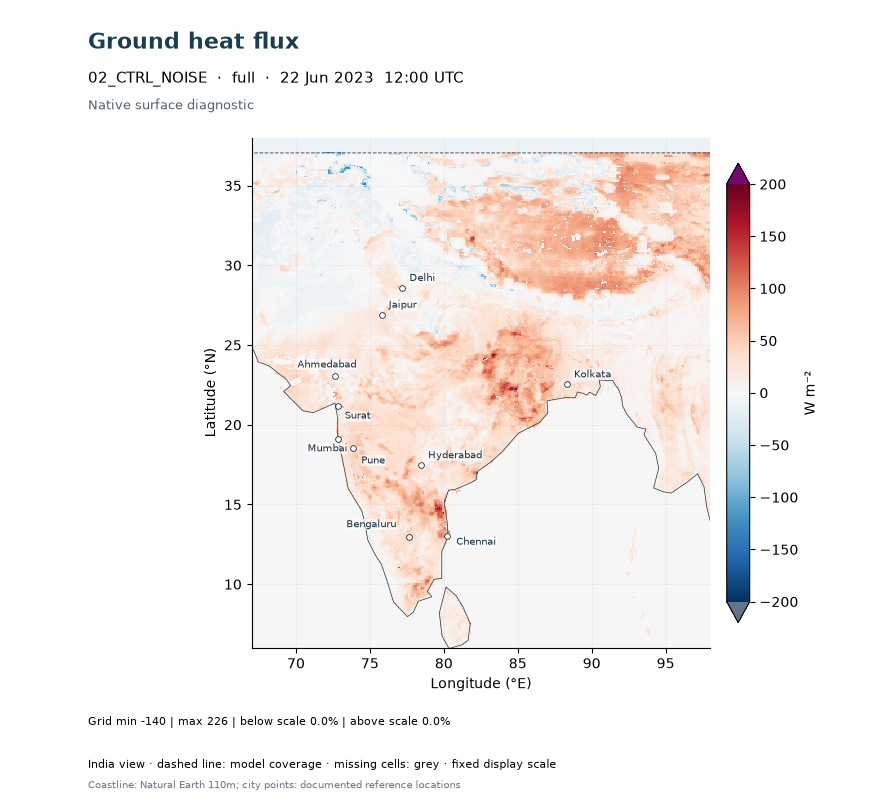 Ground heat flux
02_CTRL_NOISE · full · 22 Jun 2023 12:00 UTC
Native surface diagnostic
35
30
25
20
15
10
Latitude (°N)
70
75
80
85
90
95
Longitude (°E)
Delhi
Jaipur
Ahmedabad
Kolkata
Surat
Mumbai
Pune
Hyderabad
Bengaluru
Chennai
200
150
100
50
0
−50
−100
−150
−200
W m⁻²
Grid min -140 | max 226 | below scale 0.0% | above scale 0.0%
India view · dashed line: model coverage · missing cells: grey · fixed display scale
Coastline: Natural Earth 110m; city points: documented reference locations